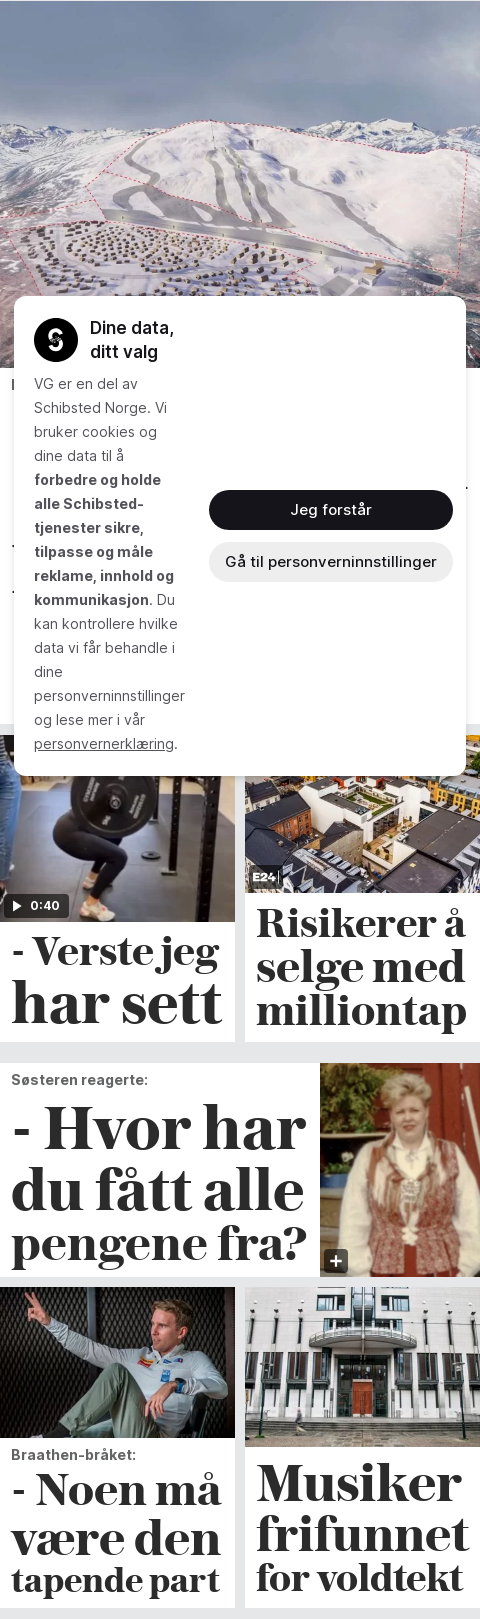 Dine data,
ditt valg
VG er en del av
Schibsted Norge. Vi
bruker cookies og
dine data til å
forbedre og holde
alle Schibsted-
tjenester sikre,
tilpasse og måle
reklame, innhold og
kommunikasjon. Du
kan kontrollere hvilke
data vi får behandle i
dine
personverninnstillinger
og lese mer i vår
personvernerklæring.
Jeg forstår
Gå til personverninnstillinger
0:40
- Verste jeg
har sett
E24
Risikerer å
selge med
milliontap
Søsteren reagerte:
- Hvor har
du fått alle
pengene fra?
Braathen-bråket:
- Noen må
være den
tapende part
Musiker
frifunnet
for voldtekt